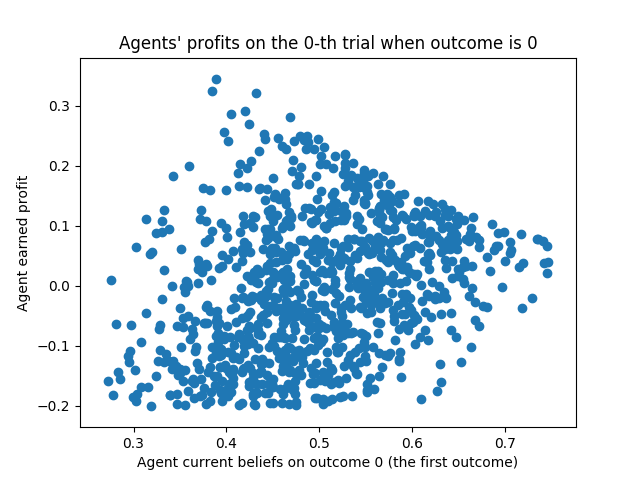 Agents' profits on the 0-th trial when outcome is 0
Agent earned profit
0.3
0.2
0.1
0.0
−0.1
−0.2
0.3 0.4 0.5 0.6 0.7
Agent current beliefs on outcome 0 (the first outcome)